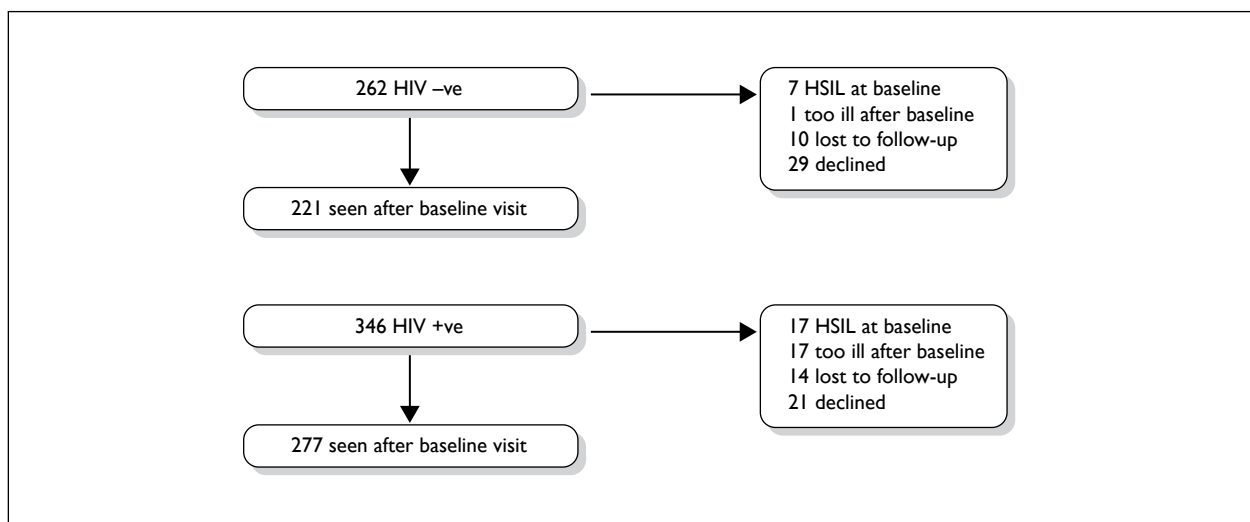 262 HIV –ve
7 HSIL at baseline
1 too ill after baseline
10 lost to follow-up
29 declined
221 seen after baseline visit
346 HIV +ve
17 HSIL at baseline
17 too ill after baseline
14 lost to follow-up
21 declined
277 seen after baseline visit